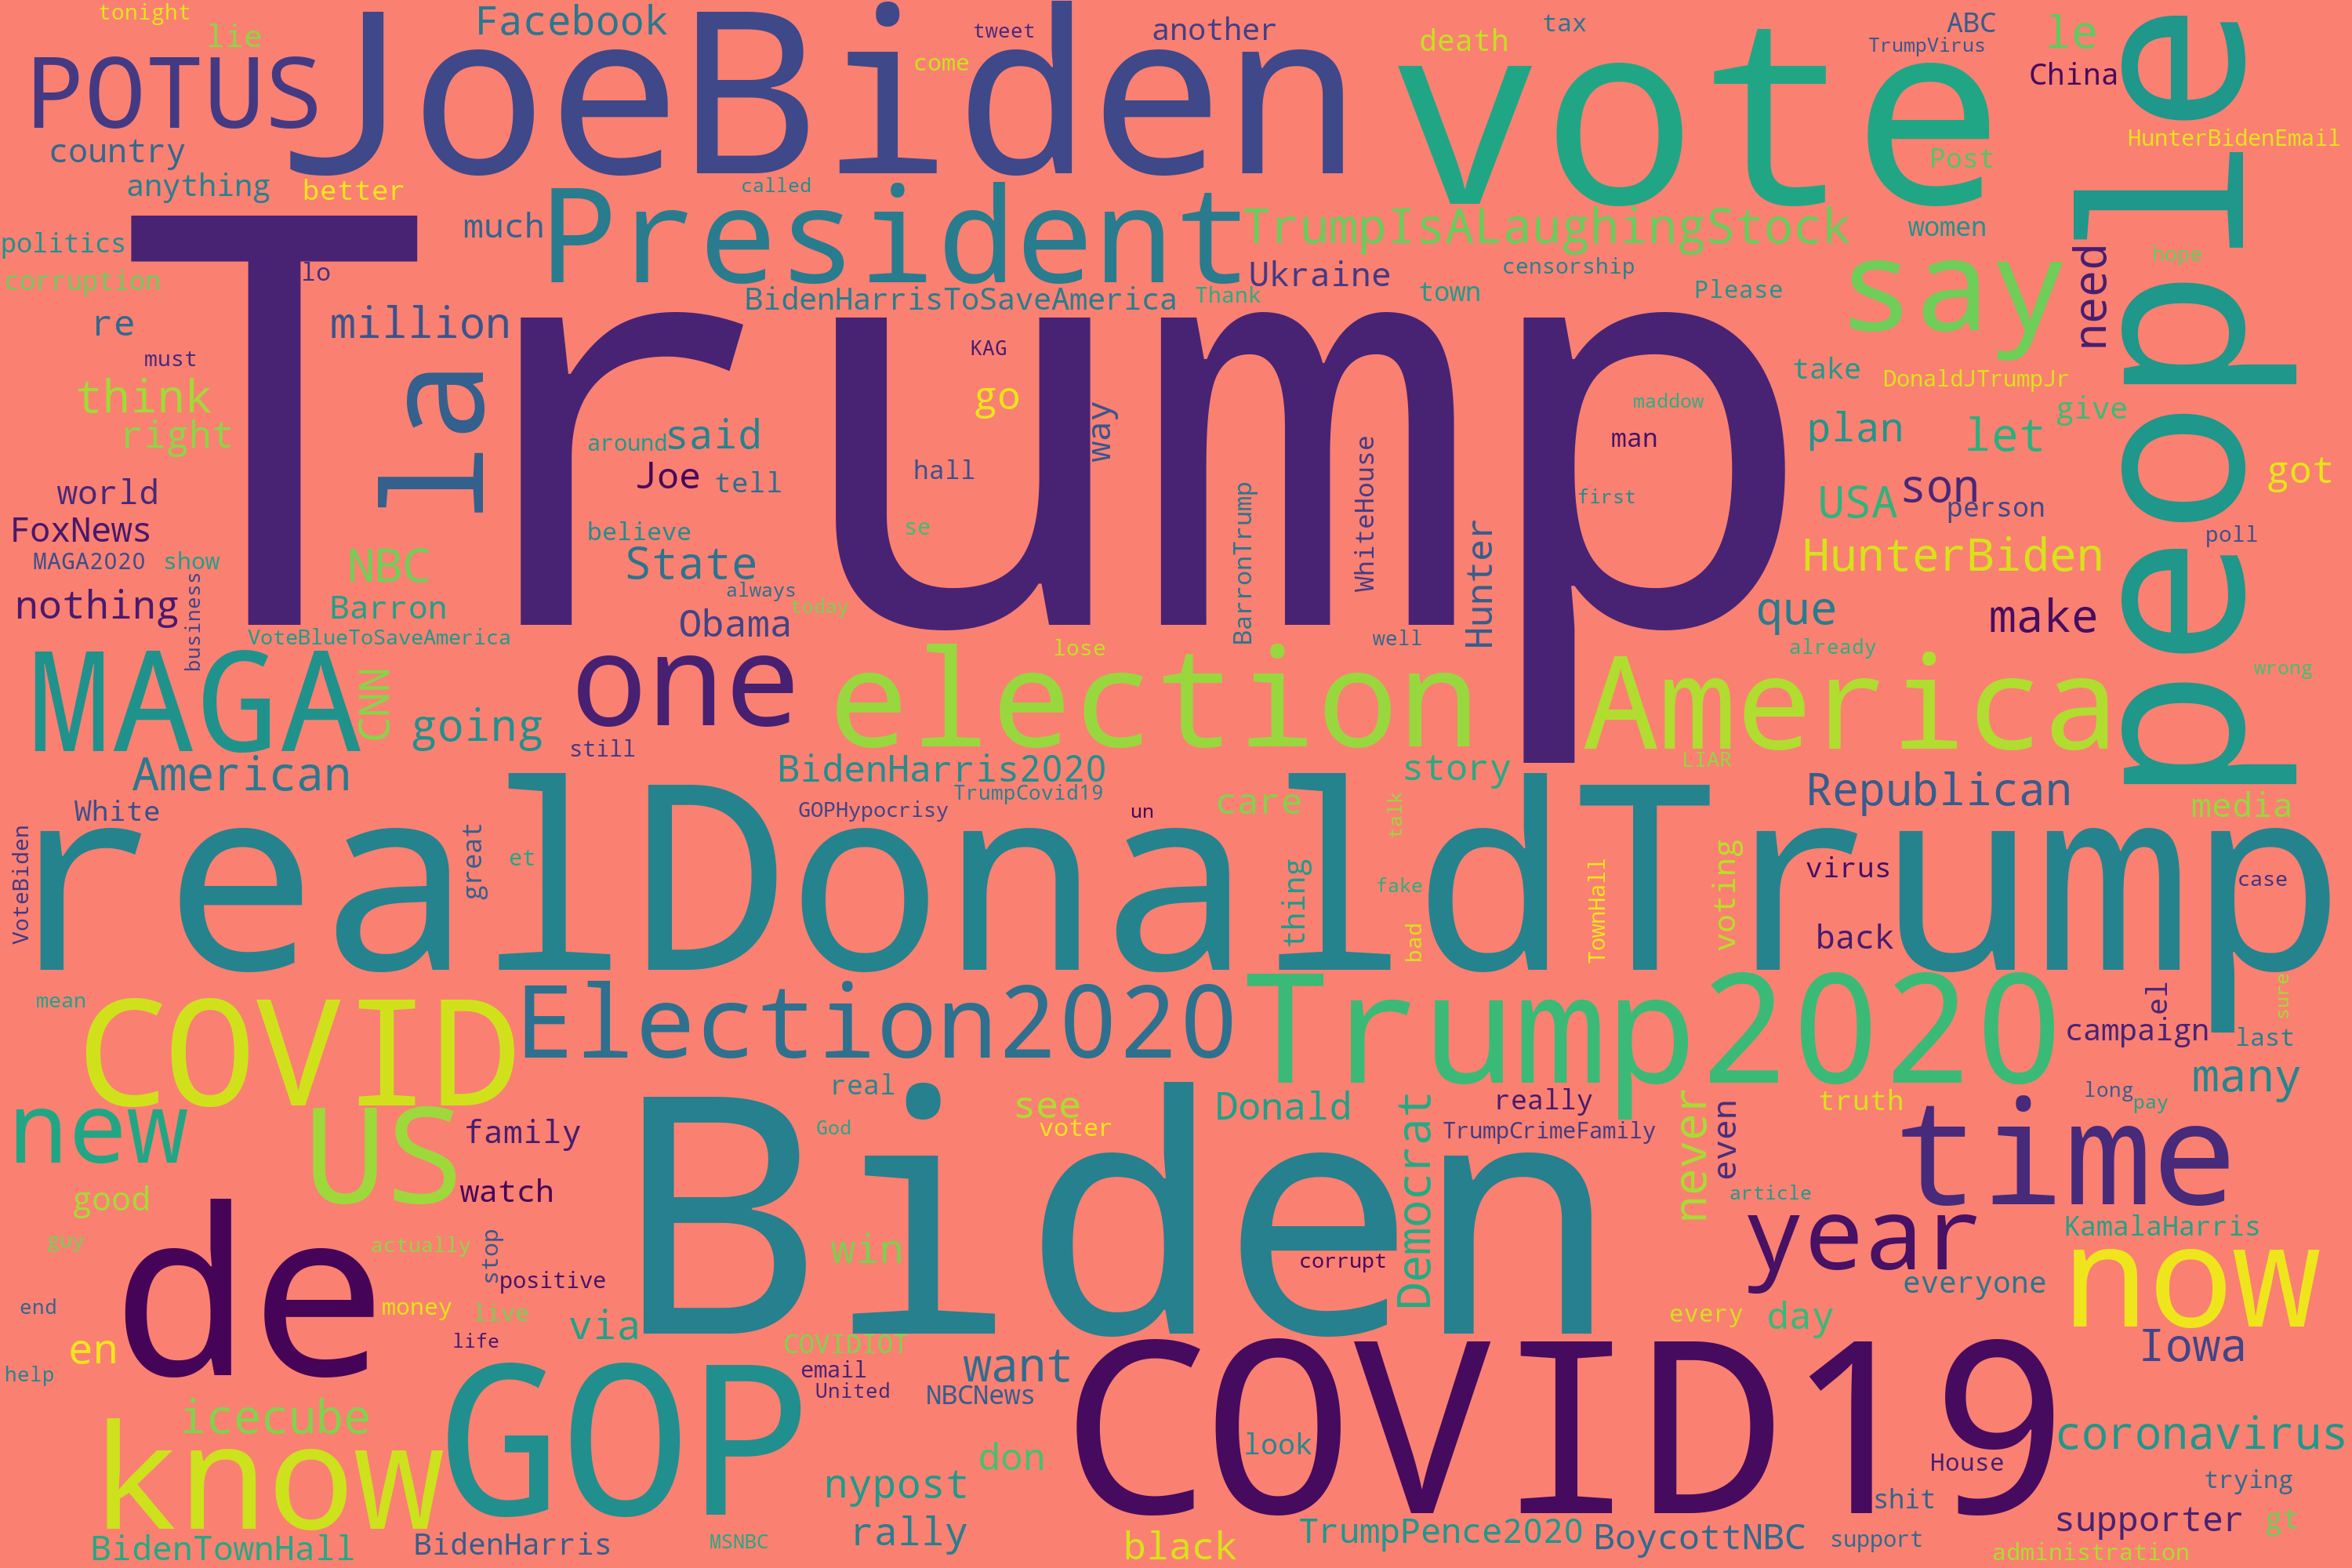 tonight
lie
Facebook
tweet
another
death
tax
ABC
TrumpVirus
le
China
POTUS
JoeBiden
come
vote
people
HunterBidenEmail
country
anything
better
called
Post
politics
corruption
much
President
TrumpIsALaughingStock
women
say
need
hope
lo
Ukraine
censorship
BidenHarrisToSaveAmerica
Thank
town
Please
re
million
must
KAG
Trump
la
think
right
go
way
maddow
man
take
DonaldJTrumpJr
give
plan
let
got
around
said
Joe
tell
hall
WhiteHouse
first
world
FoxNews
MAGA2020
show
believe
se
BarronTrump
Hunter
USA
son
person
poll
NBC
State
HunterBiden
nothing
business
Barron
always
today
Obama
que
make
VoteBlueToSaveAmerica
lose
well
already
wrong
MAGA
CNN
going
one
election
America
still
American
BidenHarris2020
story
LIAR
Republican
White
GOPHypocrisy
TrumpCovid19
un
care
talk
media
VoteBiden
great
et
realDonaldTrump
thing
fake
bad
TownHall
voting
virus
back
case
mean
COVID
Election2020
Trump2020
el
sure
campaign
last
real
see
Donald
really
truth
long
pay
many
new
US
family
God
voter
Democrat
TrumpCrimeFamily
never
even
time
good
watch
Biden
article
year
KamalaHarris
guy
de
actually
stop
positive
win
corrupt
everyone
now
end
money
live
life
via
COVIDIOT
every
day
Iowa
en
help
email
United
want
NBCNews
GOP
COVID19
icecube
know
look
coronavirus
don
nypost
House
trying
shit
BidenTownHall
BidenHarris
MSNBC
rally
black
TrumpPence2020
BoycottNBC
support
supporter
gt
administration